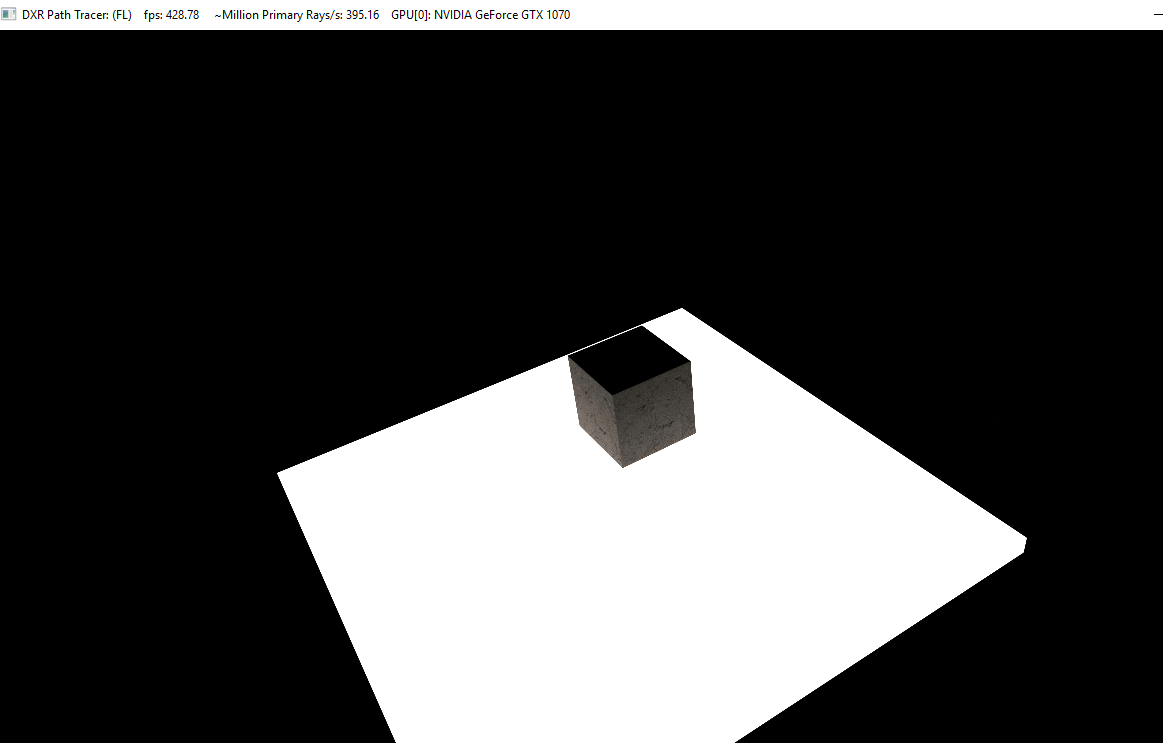 DXR Path Tracer: (FL)    fps: 428.78    ~Million Primary Rays/s: 395.16    GPU[0]: NVIDIA GeForce GTX 1070